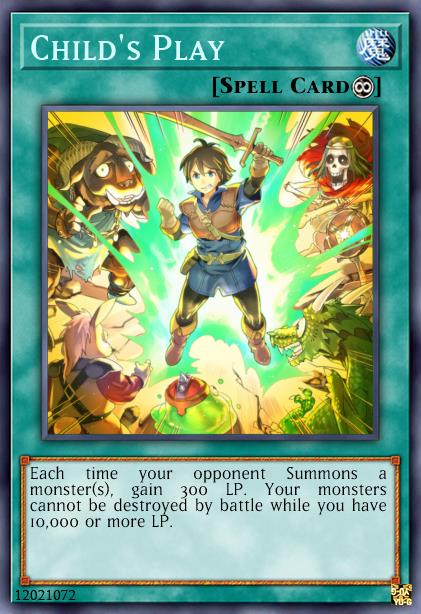 Child's Play
[Spell Card]
Each time your opponent Summons a
monster(s), gain 300 LP. Your monsters
cannot be destroyed by battle while you have
10,000 or more LP.
12021072